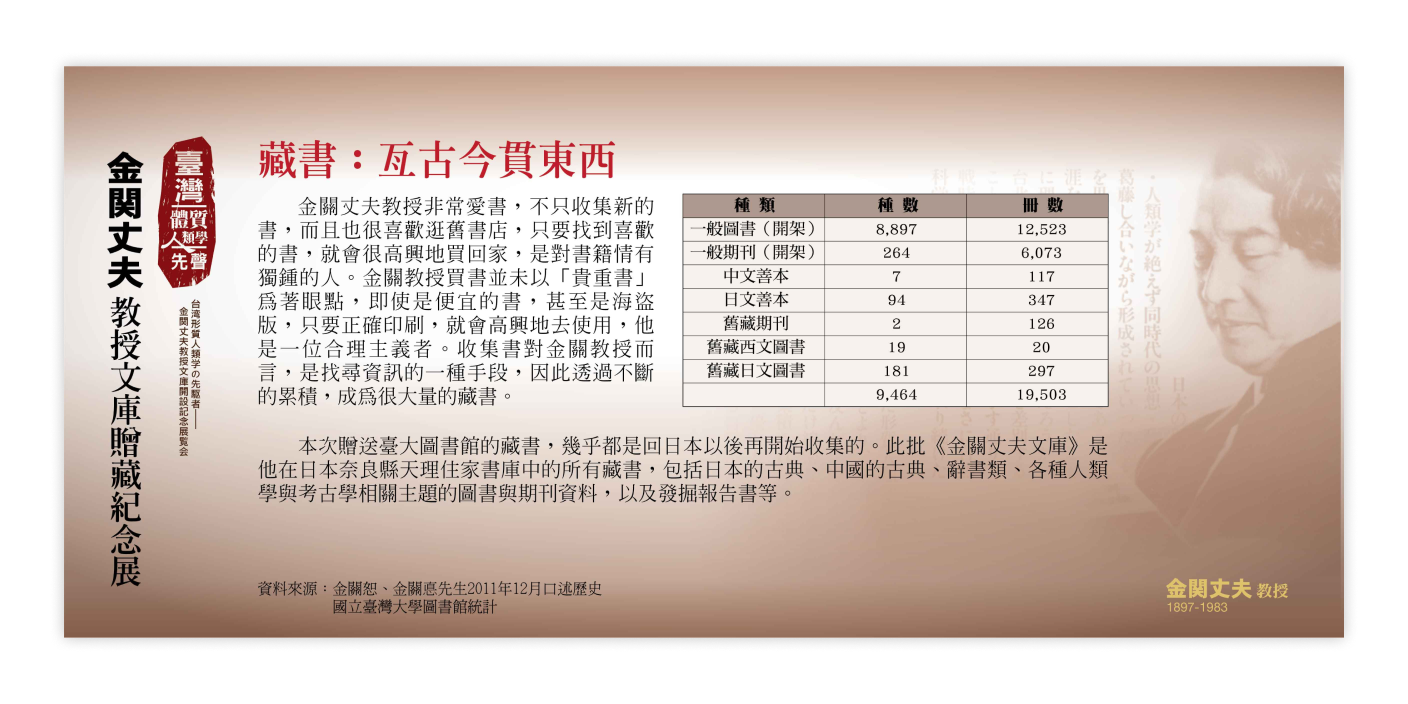 金関丈夫教授文庫贈藏紀念展
臺灣
體質
人類學
先聲
台湾形質人類学の先駆者——
金関丈夫教授文庫開設記念展覧会
藏書：亙古今貫東西
金關丈夫教授非常愛書，不只收集新的
書，而且也很喜歡逛舊書店，只要找到喜歡
的書，就會很高興地買回家，是對書籍情有
獨鍾的人。金關教授買書並未以「貴重書」
為著眼點，即使是便宜的書，甚至是海盜
版，只要正確印刷，就會高興地去使用，他
是一位合理主義者。收集書對金關教授而
言，是找尋資訊的一種手段，因此透過不斷
的累積，成為很大量的藏書。
種類 種數 冊數
一般圖書（開架） 8,897 12,523
一般期刊（開架） 264 6,073
中文善本 7 117
日文善本 94 347
舊藏期刊 2 126
舊藏西文圖書 19 20
舊藏日文圖書 181 297
9,464 19,503
本次贈送臺大圖書館的藏書，幾乎都是回日本以後再開始收集的。此批《金關丈夫文庫》是
他在日本奈良縣天理住家書庫中的所有藏書，包括日本的古典、中國的古典、辭書類、各種人類
學與考古學相關主題的圖書與期刊資料，以及發掘報告書等。
資料來源：金關恕、金關悳先生2011年12月口述歷史
國立臺灣大學圖書館統計
・人類学が絶えず同時代の思想
葛藤し合いながら形成されてい
金関丈夫 教授
1897-1983